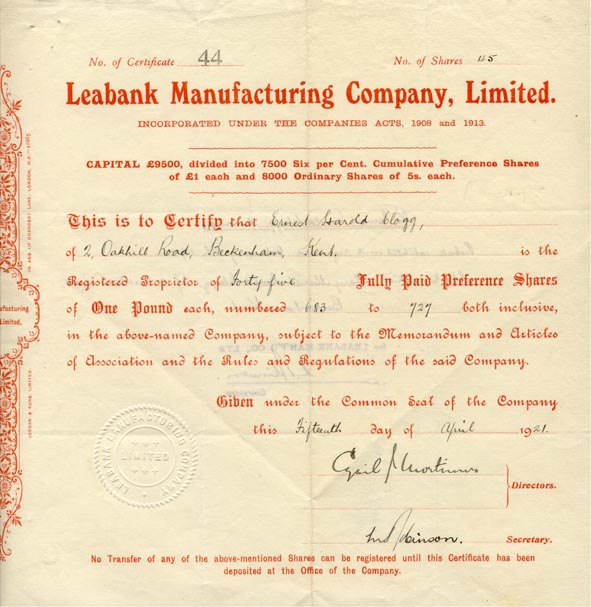 No. of Certificate 44 No. of Shares 45
Leabank Manufacturing Company, Limited.
INCORPORATED UNDER THE COMPANIES ACTS, 1908 and 1913.
CAPITAL £9500, divided into 7500 Six per Cent. Cumulative Preference Shares
of £1 each and 8000 Ordinary Shares of 5s. each.
This is to Certify that Ernest Harold Clogg,
of 2, Oakhill Road, Beckenham, Kent. is the
Registered Proprietor of Forty five Fully Paid Preference Shares
of One Pound each, numbered 683 to 727 both inclusive,
in the above-named Company, subject to the Memorandum and Articles
of Association and the Rules and Regulations of the said Company.
Given under the Common Seal of the Company
this Fifteenth day of April 1921.
LEABANK MANUFACTURING COMPANY
LIMITED
Cyril J Mortimer
Directors.
Secretary.
No Transfer of any of the above-mentioned Shares can be registered until this Certificate has been
deposited at the Office of the Company.